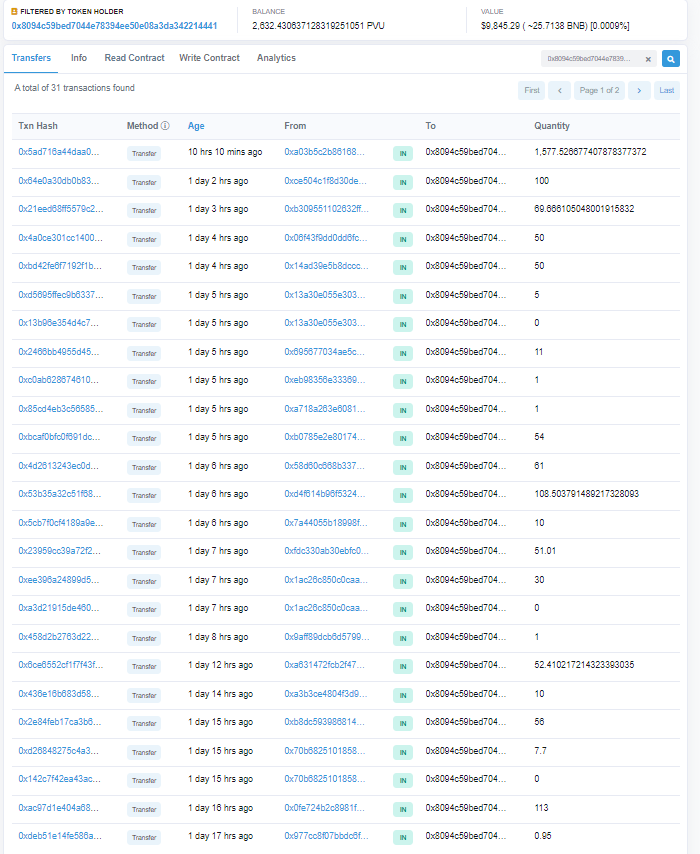 FILTERED BY TOKEN HOLDER
0x8094c59bed7044e78394ee50e08a3da342214441
BALANCE
2,632.430637128319251051 PVU
VALUE
$9,845.29 ( ~25.7138 BNB) [0.0009%]
Transfers Info Read Contract Write Contract Analytics
0x8094c59bed7044e7839...
A total of 31 transactions found
First < Page 1 of 2 > Last
Txn Hash Method Age From To Quantity
0x5ad716a44daa0... Transfer 10 hrs 10 mins ago 0xa03b5c2b86168... IN 0x8094c59bed704... 1,577.526677407878377372
0x64e0a30db0b83... Transfer 1 day 2 hrs ago 0xce504c1f8d30de... IN 0x8094c59bed704... 100
0x21eed68ff5579c2... Transfer 1 day 3 hrs ago 0xb309551102632ff... IN 0x8094c59bed704... 69.666105048001915832
0x4a0ce301cc1400... Transfer 1 day 4 hrs ago 0x06f43f9dd0dd6fc... IN 0x8094c59bed704... 50
0xbd42fe6f7192f1b... Transfer 1 day 4 hrs ago 0x14ad39e5b8dccc... IN 0x8094c59bed704... 50
0xd5695ffec9b6337... Transfer 1 day 5 hrs ago 0x13a30e055e303... IN 0x8094c59bed704... 5
0x13b96e354d4c7... Transfer 1 day 5 hrs ago 0x13a30e055e303... IN 0x8094c59bed704... 0
0x2466bb4955d45... Transfer 1 day 5 hrs ago 0x695677034ae5c... IN 0x8094c59bed704... 11
0xc0ab628674610... Transfer 1 day 5 hrs ago 0xeb98356e33369... IN 0x8094c59bed704... 1
0x85cd4eb3c56585... Transfer 1 day 5 hrs ago 0xa718a263e6081... IN 0x8094c59bed704... 1
0xbcaf0bfc0f691dc... Transfer 1 day 5 hrs ago 0xb0785e2e80174... IN 0x8094c59bed704... 54
0x4d2613243ec0d... Transfer 1 day 6 hrs ago 0x58d60c668b337... IN 0x8094c59bed704... 61
0x53b35a32c51f68... Transfer 1 day 6 hrs ago 0xd4f614b96f5324... IN 0x8094c59bed704... 108.503791489217328093
0x5cb7f0cf4189a9e... Transfer 1 day 6 hrs ago 0x7a44055b18998f... IN 0x8094c59bed704... 10
0x23959cc39a72f2... Transfer 1 day 7 hrs ago 0xfdc330ab30ebfc0... IN 0x8094c59bed704... 51.01
0xee396a24899d5... Transfer 1 day 7 hrs ago 0x1ac26c850c0caa... IN 0x8094c59bed704... 30
0xa3d21915de460... Transfer 1 day 7 hrs ago 0x1ac26c850c0caa... IN 0x8094c59bed704... 0
0x458d2b2763d22... Transfer 1 day 8 hrs ago 0x9aff89dcb6d5799... IN 0x8094c59bed704... 1
0x6ce6552cf1f7f43f... Transfer 1 day 12 hrs ago 0xa631472fcb2f47... IN 0x8094c59bed704... 52.410217214323393035
0x436e16b683d58... Transfer 1 day 14 hrs ago 0xa3b3ce4804f3d9... IN 0x8094c59bed704... 10
0x2e84feb17ca3b6... Transfer 1 day 15 hrs ago 0xb8dc593986814... IN 0x8094c59bed704... 56
0xd26848275c4a3... Transfer 1 day 15 hrs ago 0x70b6825101858... IN 0x8094c59bed704... 7.7
0x142c7f42ea43ac... Transfer 1 day 15 hrs ago 0x70b6825101858... IN 0x8094c59bed704... 0
0xac97d1e404a68... Transfer 1 day 16 hrs ago 0x0fe724b2c8981f... IN 0x8094c59bed704... 113
0xdeb51e14fe586a... Transfer 1 day 17 hrs ago 0x977cc8f07bbdc6f... IN 0x8094c59bed704... 0.95